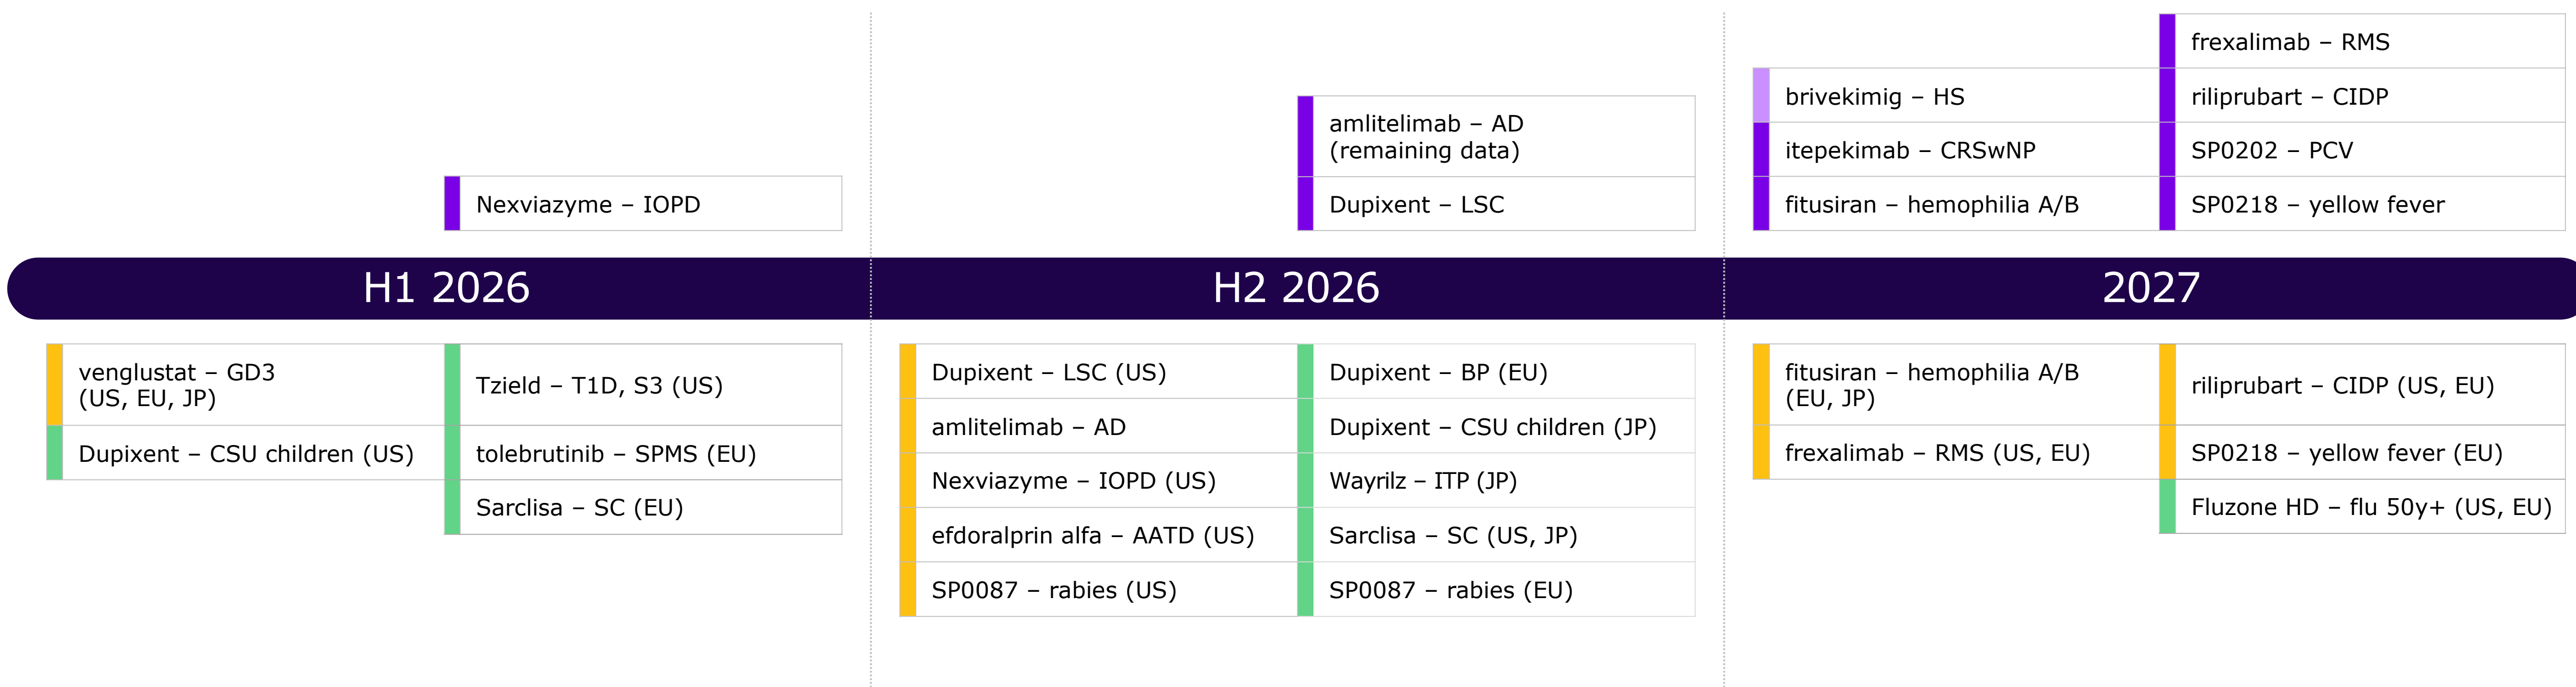 frexalimab – RMS
brivekimig – HS
riliprubart – CIDP
amlitelimab – AD
(remaining data)
itepekimab – CRSwNP
SP0202 – PCV
Nexviazyme – IOPD
Dupixent – LSC
fitusiran – hemophilia A/B
SP0218 – yellow fever
H1 2026
H2 2026
2027
venglustat – GD3
(US, EU, JP)
Dupixent – CSU children (US)
Tzield – T1D, S3 (US)
tolebrutinib – SPMS (EU)
Sarclisa – SC (EU)
Dupixent – LSC (US)
amlitelimab – AD
Nexviazyme – IOPD (US)
efdoralprin alfa – AATD (US)
SP0087 – rabies (US)
Dupixent – BP (EU)
Dupixent – CSU children (JP)
Wayrilz – ITP (JP)
Sarclisa – SC (US, JP)
SP0087 – rabies (EU)
fitusiran – hemophilia A/B
(EU, JP)
frexalimab – RMS (US, EU)
riliprubart – CIDP (US, EU)
SP0218 – yellow fever (EU)
Fluzone HD – flu 50y+ (US, EU)